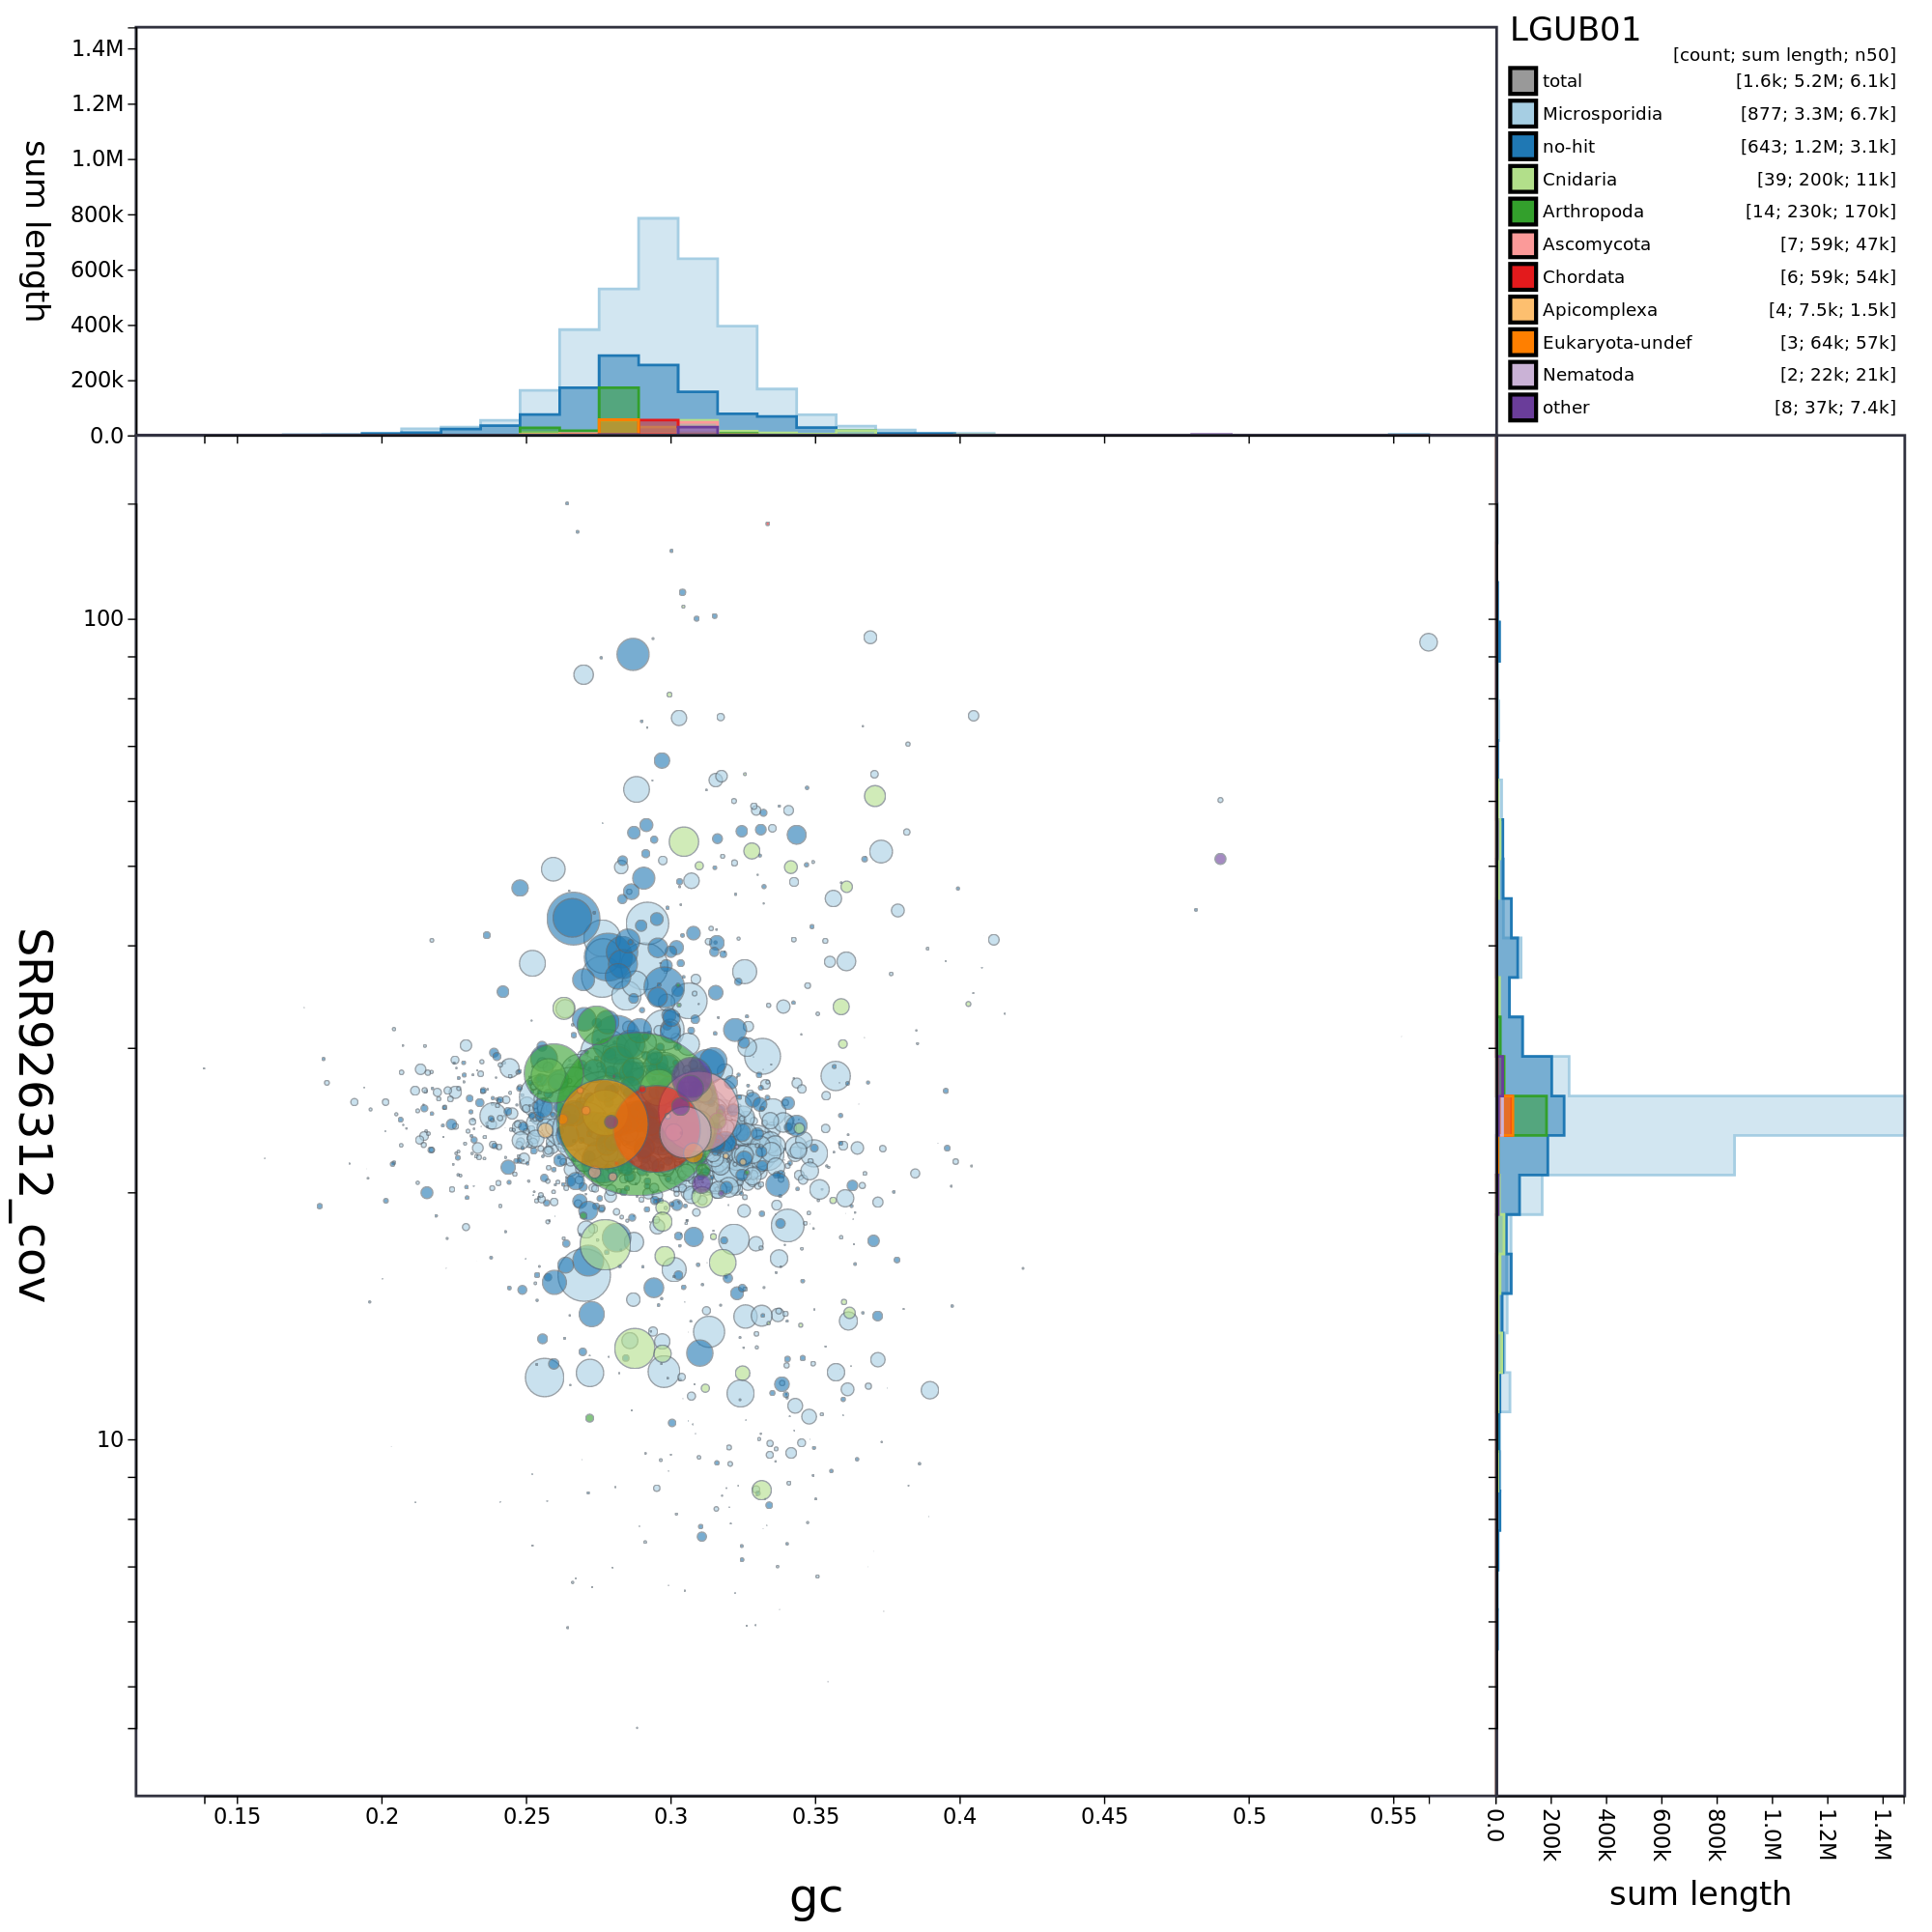 LGUB01
[count; sum length; n50]
total [1.6k; 5.2M; 6.1k]
Microsporidia [877; 3.3M; 6.7k]
no-hit [643; 1.2M; 3.1k]
Cnidaria [39; 200k; 11k]
Arthropoda [14; 230k; 170k]
Ascomycota [7; 59k; 47k]
Chordata [6; 59k; 54k]
Apicomplexa [4; 7.5k; 1.5k]
Eukaryota-undef [3; 64k; 57k]
Nematoda [2; 22k; 21k]
other [8; 37k; 7.4k]
sum length
1.4M
1.2M
1.0M
800k
600k
400k
200k
0.0
SRR926312_cov
100
10
0.15 0.2 0.25 0.3 0.35 0.4 0.45 0.5 0.55
gc
0.0 200k 400k 600k 800k 1.0M 1.2M 1.4M
sum length